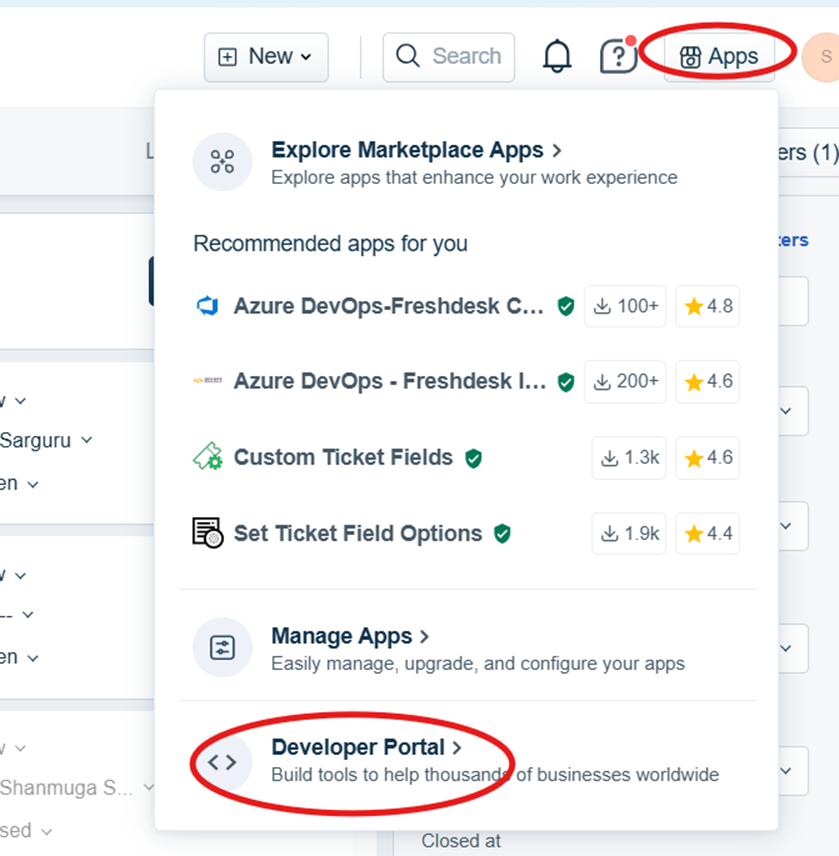 New
Search
Apps
S
Explore Marketplace Apps
Explore apps that enhance your work experience
ers (1)
Recommended apps for you
ters
Azure DevOps-Freshdesk C...
100+
4.8
Azure DevOps - Freshdesk I...
200+
4.6
Sarguru
Custom Ticket Fields
1.3k
4.6
en
Set Ticket Field Options
1.9k
4.4
--
Manage Apps
Easily manage, upgrade, and configure your apps
en
Developer Portal
Build tools to help thousands of businesses worldwide
Shanmuga S...
sed
Closed at